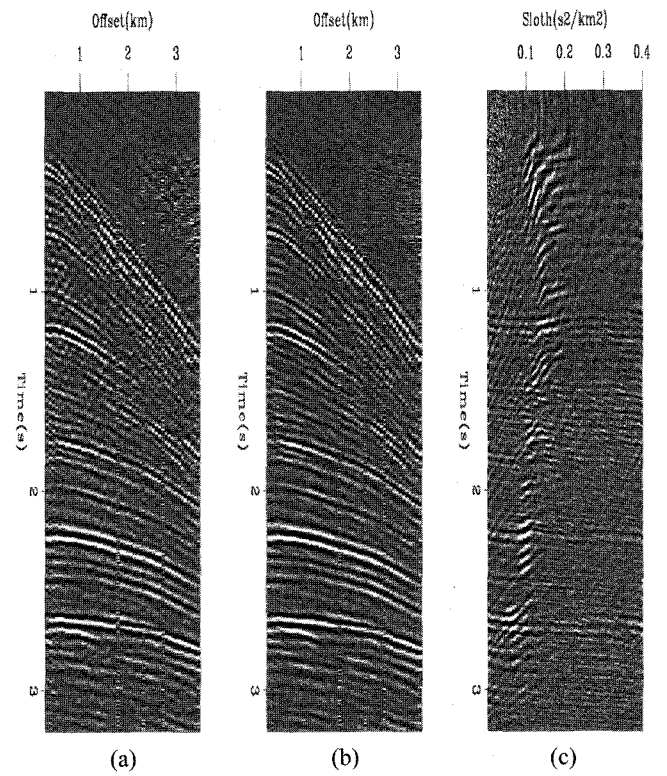 Offset(km)
1 2 3
Offset(km)
1 2 3
Sloth(s2/km2)
0.1 0.2 0.3 0.4
Time(s)
1
2
3
Time(s)
1
2
3
Time(s)
1
2
3
(a)
(b)
(c)